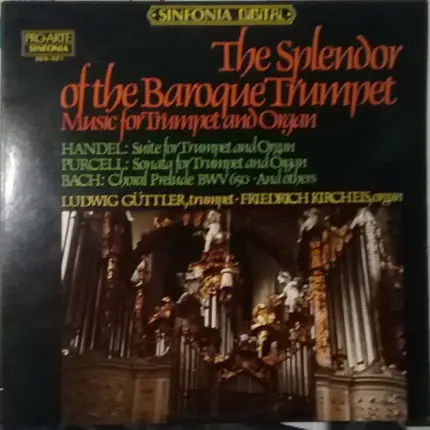 SINFONIA DIGITAL
PRO ARTE
SINFONIA
The Splendor
of the Baroque Trumpet
Music for Trumpet and Organ
HANDEL: Suite for Trumpet and Organ
PURCELL: Sonata for Trumpet and Organ
BACH: Choral Prelude BWV 650 · And others
LUDWIG GÜTTLER, trumpet · FRIEDRICH KIRCHEIS, organ